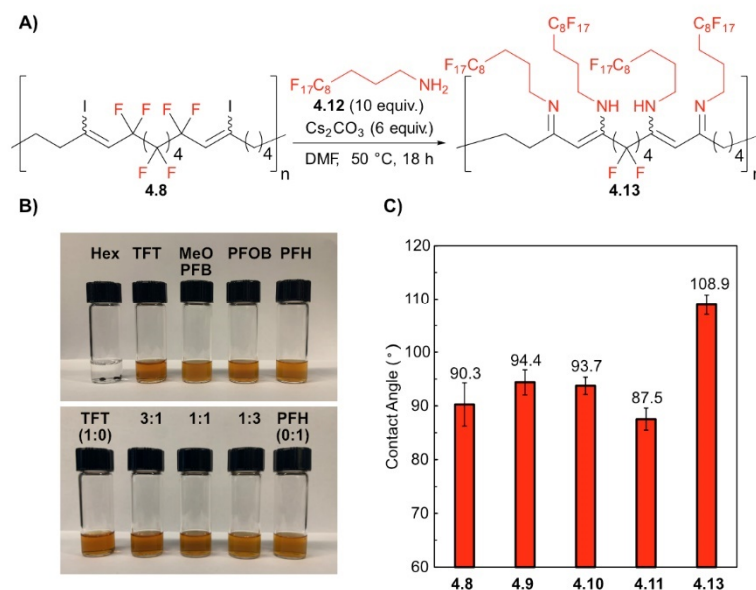 A)
C₈F₁₇ C₈F₁₇
F₁₇C₈ F₁₇C₈
F₁₇C₈ NH₂
4.12 (10 equiv.)
Cs₂CO₃ (6 equiv.)
DMF, 50 °C, 18 h
I F F F F I
4 4 n
F F
4.8
N NH HN N
4 4 n
F F
4.13
B)
Hex TFT MeO PFOB PFH
PFB
TFT 3:1 1:1 1:3 PFH
(1:0) (0:1)
C)
Contact Angle (°)
120
110
100
90
80
70
60
90.3
94.4
93.7
87.5
108.9
4.8 4.9 4.10 4.11 4.13